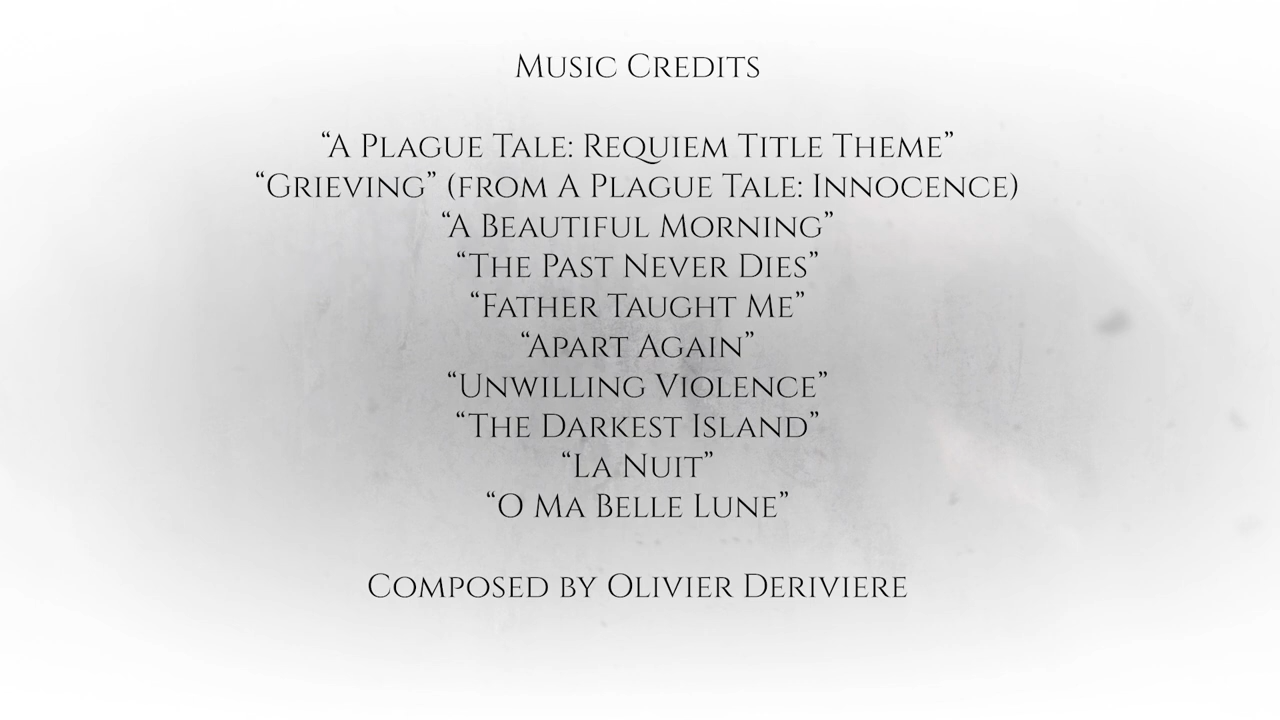 Music Credits
“A Plague Tale: Requiem Title Theme”
“Grieving” (from A Plague Tale: Innocence)
“A Beautiful Morning”
“The Past Never Dies”
“Father Taught Me”
“Apart Again”
“Unwilling Violence”
“The Darkest Island”
“La Nuit”
“O Ma Belle Lune”
Composed by Olivier Deriviere